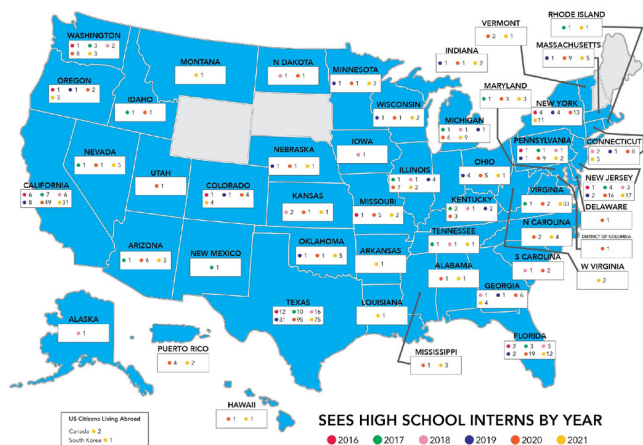 RHODE ISLAND
1 1
VERMONT
2 1
WASHINGTON
1 3 2
8 3
INDIANA
1 1 2
MASSACHUSETTS
1 9 5
MONTANA
1
N DAKOTA
1 1
MINNESOTA
1 1 2
OREGON
1 1 2
3
MARYLAND
1 3 3
IDAHO
1 1
WISCONSIN
1 1 2
MICHIGAN
1 1 1
6 9
NEW YORK
4 4 13
11
PENNSYLVANIA
1 1 1
1 9 2
CONNECTICUT
2 1 8
3
NEVADA
1 1 5
IOWA
1
NEBRASKA
1 1 1
ILLINOIS
1 1 4
7 2
OHIO
4 5 1
NEW JERSEY
1 4 3
2 16 17
CALIFORNIA
6 7 6
8 49 31
UTAH
1
COLORADO
1 1 4
4
KANSAS
2 1 1
MISSOURI
1 5 2
KENTUCKY
2 1 2
3
VIRGINIA
1 2 33
DELAWARE
1
N CAROLINA
2 4
DISTRICT OF COLUMBIA
1
ARIZONA
1 6 2
NEW MEXICO
1
OKLAHOMA
1 1 5
ARKANSAS
1
TENNESSEE
1 1 1
S CAROLINA
1 2
W VIRGINIA
2
ALABAMA
1 1
GEORGIA
1 1 6
4
TEXAS
12 10 16
31 95 75
LOUISIANA
1
ALASKA
1
FLORIDA
2 3 5
2 19 12
PUERTO RICO
4 2
MISSISSIPPI
1 3
HAWAII
1 1
US Citizens Living Abroad
Canada 2
South Korea 1
SEES HIGH SCHOOL INTERNS BY YEAR
2016 2017 2018 2019 2020 2021